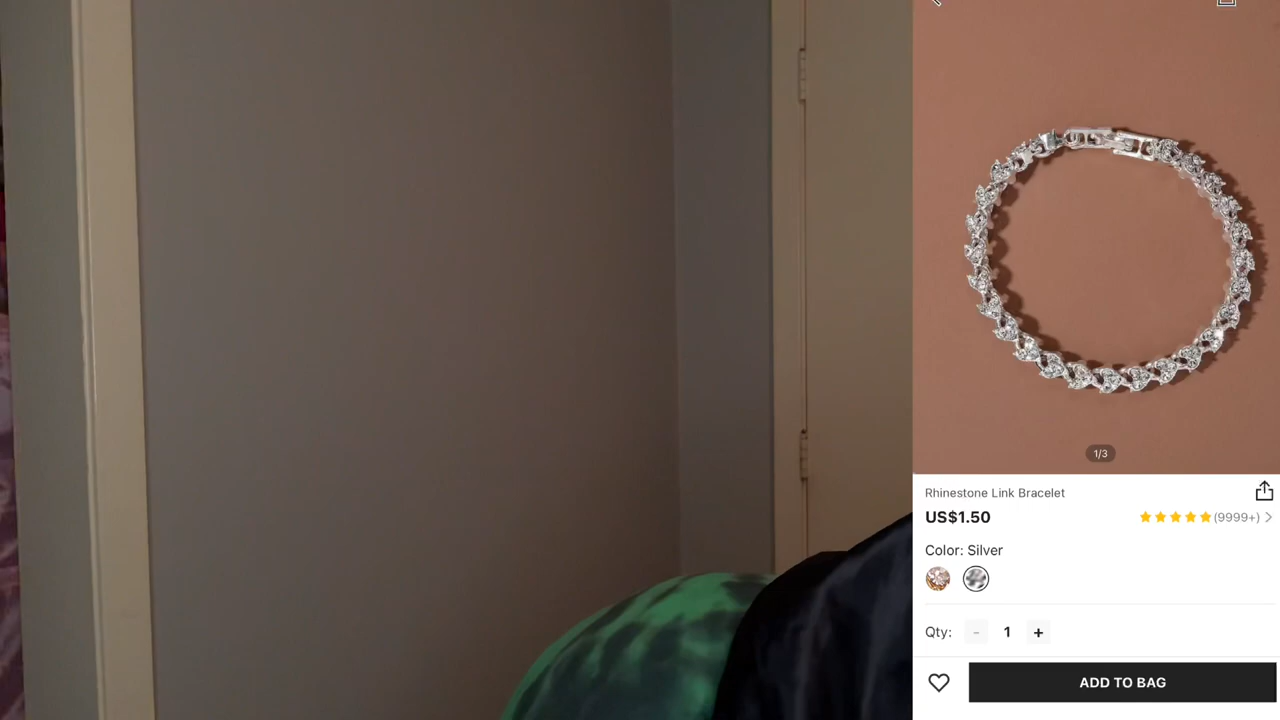 1/3
Rhinestone Link Bracelet
US$1.50
(9999+)
Color: Silver
Qty: - 1 +
ADD TO BAG